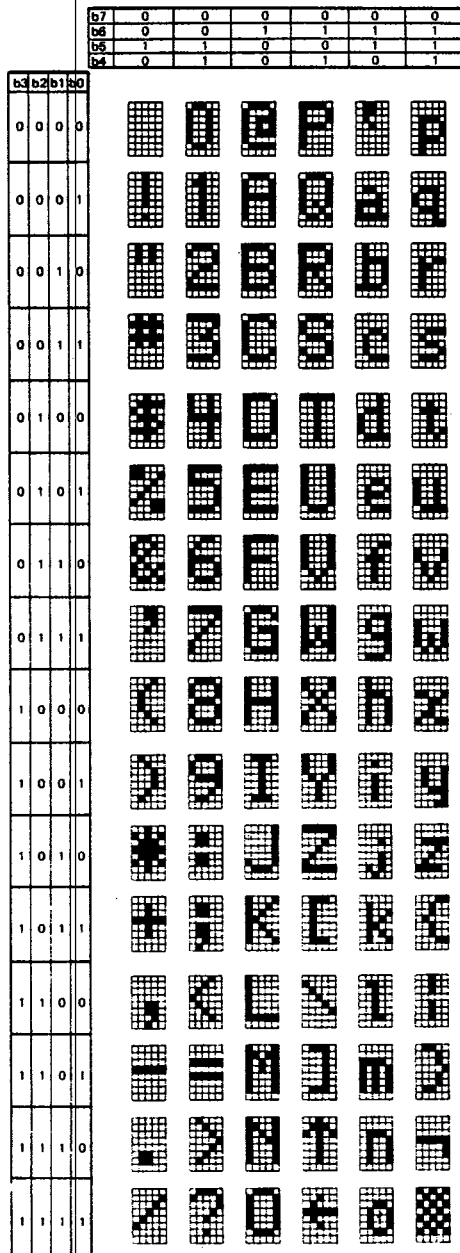 b7 0 0 0 0 0 0
b6 0 0 1 1 1 1
b5 1 1 0 0 1 1
b4 0 1 0 1 0 1
b3 b2 b1 b0
0 0 0 0 0 @ P ` p
0 0 0 1 ! 1 A Q a q
0 0 1 0 " 2 B R b r
0 0 1 1 # 3 C S c s
0 1 0 0 $ 4 D T d t
0 1 0 1 % 5 E U e u
0 1 1 0 & 6 F V f v
0 1 1 1 ' 7 G W g w
1 0 0 0 ( 8 H X h x
1 0 0 1 ) 9 I Y i y
1 0 1 0 * : J Z j z
1 0 1 1 + ; K [ k {
1 1 0 0 , < L \ l |
1 1 0 1 - = M ] m }
1 1 1 0 . > N ↑ n ¬
1 1 1 1 / ? O ← o